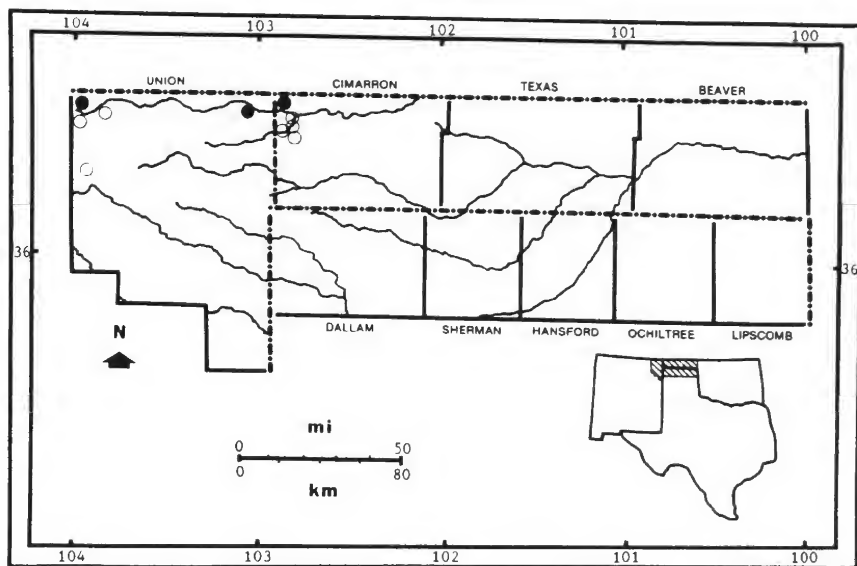 104 103 102 101 100
UNION CIMARRON TEXAS BEAVER
36 36
DALLAM SHERMAN HANSFORD OCHILTREE LIPSCOMB
N
mi
0 50
0 80
km
104 103 102 101 100